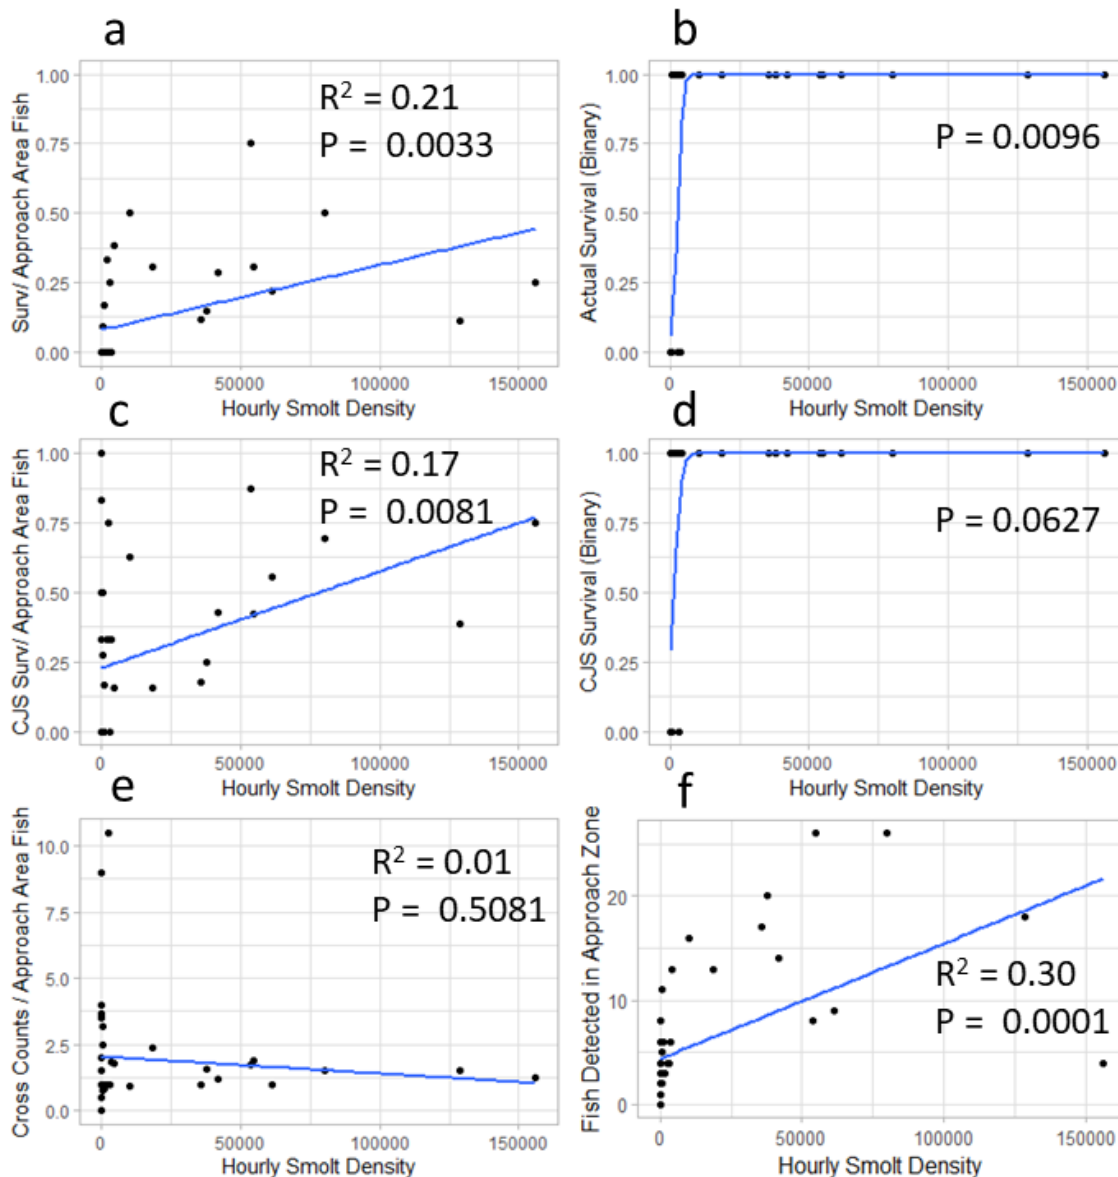 a
Surv/ Approach Area Fish
1.00
0.75
0.50
0.25
0.00
R² = 0.21
P = 0.0033
0
50000
100000
150000
Hourly Smolt Density
b
Actual Survival (Binary)
1.00
0.75
0.50
0.25
0.00
P = 0.0096
0
50000
100000
150000
Hourly Smolt Density
c
CJS Surv/ Approach Area Fish
1.00
0.75
0.50
0.25
0.00
R² = 0.17
P = 0.0081
0
50000
100000
150000
Hourly Smolt Density
d
CJS Survival (Binary)
1.00
0.75
0.50
0.25
0.00
P = 0.0627
0
50000
100000
150000
Hourly Smolt Density
e
Cross Counts / Approach Area Fish
10.0
7.5
5.0
2.5
0.0
R² = 0.01
P = 0.5081
0
50000
100000
150000
Hourly Smolt Density
f
Fish Detected in Approach Zone
20
10
0
R² = 0.30
P = 0.0001
0
50000
100000
150000
Hourly Smolt Density